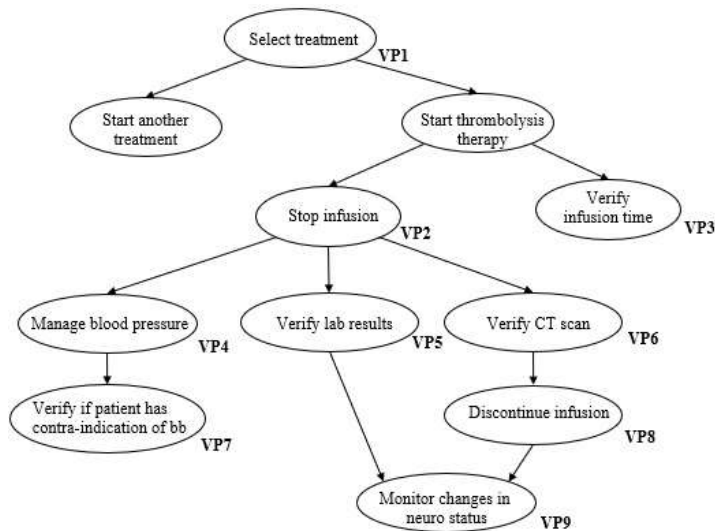 Select treatment
VP1
Start another
treatment
Start thrombolysis
therapy
Stop infusion
VP2
Verify
infusion time
VP3
Manage blood pressure
VP4
Verify lab results
VP5
Verify CT scan
VP6
Verify if patient has
contra-indication of bb
VP7
Discontinue infusion
VP8
Monitor changes in
neuro status
VP9